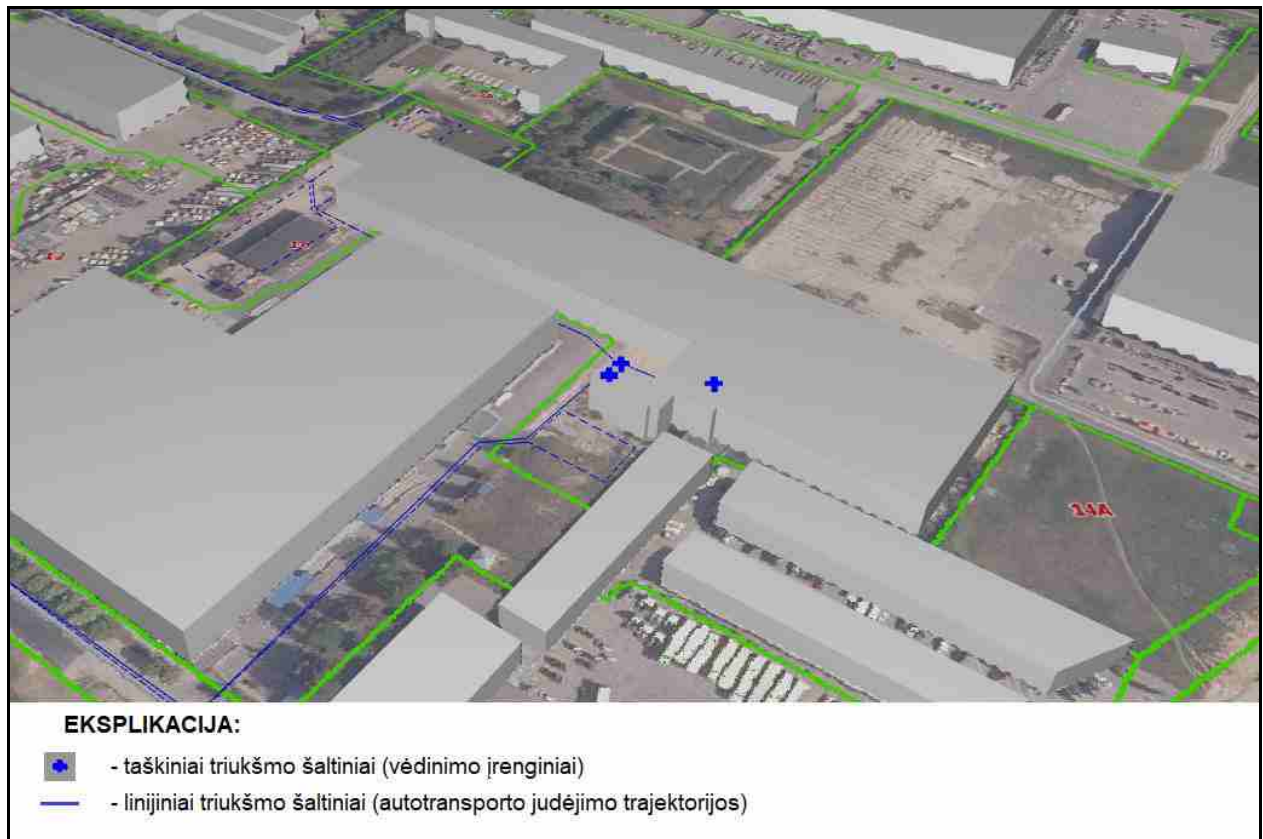 14A
EKSPLIKACIJA:
- taškiniai triukšmo šaltiniai (vėdinimo įrenginiai)
- linijiniai triukšmo šaltiniai (autotransporto judėjimo trajektorijos)